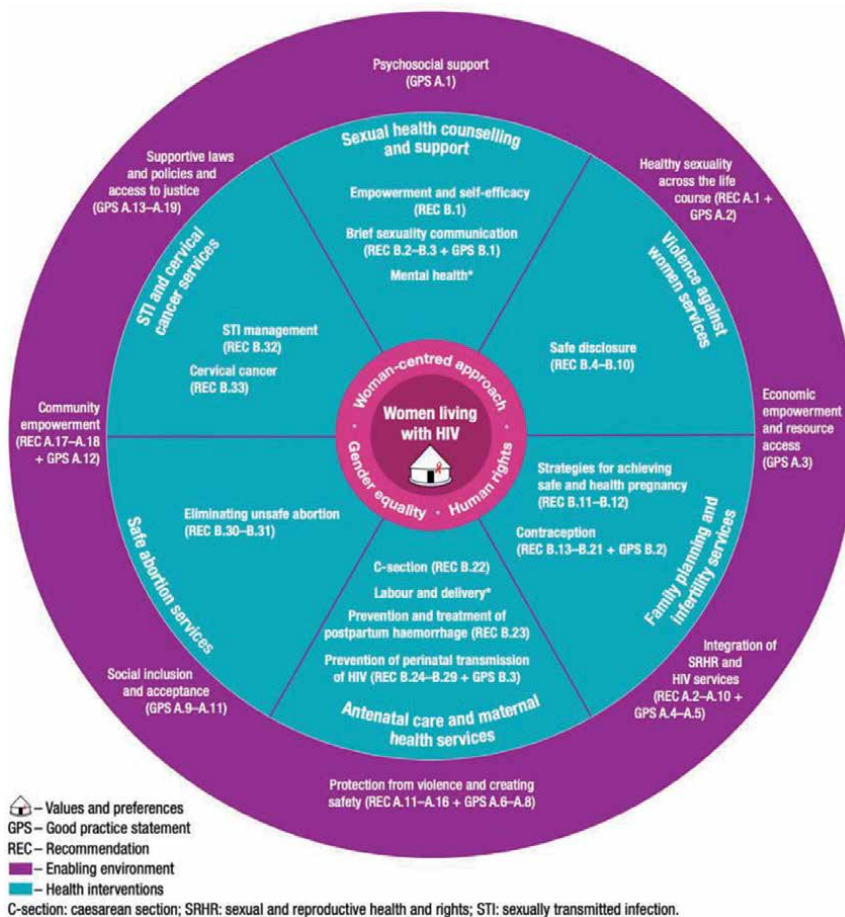 Psychosocial support
(GPS A.1)
Healthy sexuality
across the life
course (REC A.1 +
GPS A.2)
Economic
empowerment
and resource
access
(GPS A.3)
Integration of
SRHR and
HIV services
(REC A.2–A.10 +
GPS A.4–A.5)
Protection from violence and creating
safety (REC A.11–A.16 + GPS A.6–A.8)
Social inclusion
and acceptance
(GPS A.9–A.11)
Community
empowerment
(REC A.17–A.18
+ GPS A.12)
Supportive laws
and policies and
access to justice
(GPS A.13–A.19)
Sexual health counselling
and support
Empowerment and self-efficacy
(REC B.1)
Brief sexuality communication
(REC B.2–B.3 + GPS B.1)
Mental health*
Violence against
women services
Safe disclosure
(REC B.4–B.10)
Family planning and
infertility services
Strategies for achieving
safe and health pregnancy
(REC B.11–B.12)
Contraception
(REC B.13–B.21 + GPS B.2)
C-section (REC B.22)
Labour and delivery*
Prevention and treatment of
postpartum haemorrhage (REC B.23)
Prevention of perinatal transmission
of HIV (REC B.24–B.29 + GPS B.3)
Antenatal care and maternal
health services
Safe abortion services
Eliminating unsafe abortion
(REC B.30–B.31)
STI and cervical
cancer services
STI management
(REC B.32)
Cervical cancer
(REC B.33)
Woman-centred approach
· Human rights ·
Gender equality ·
Women living
with HIV
– Values and preferences
GPS – Good practice statement
REC – Recommendation
– Enabling environment
– Health interventions
C-section: caesarean section; SRHR: sexual and reproductive health and rights; STI: sexually transmitted infection.